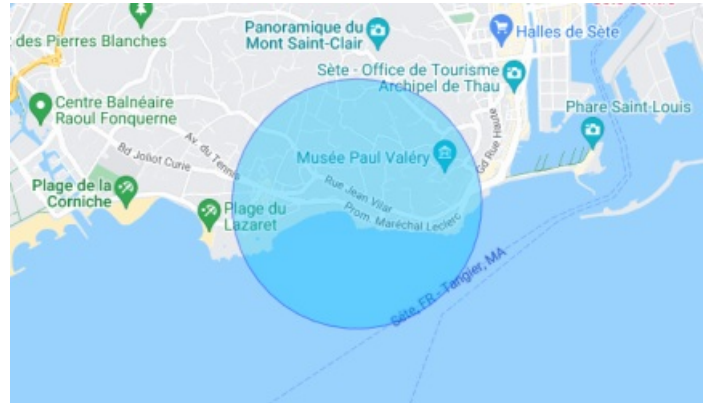 des Pierres Blanches
Panoramique du
Mont Saint-Clair
Halles de Sète
Sète - Office de Tourisme
Archipel de Thau
Centre Balnéaire
Raoul Fonquerne
Phare Saint-Louis
Bd Joliot Curie
Av. du Tennis
Musée Paul Valéry
Gd Rue Haute
Rue Jean Vilar
Plage de la
Corniche
Plage du
Lazaret
Prom. Maréchal Leclerc
Sète, FR - Tangier, MA